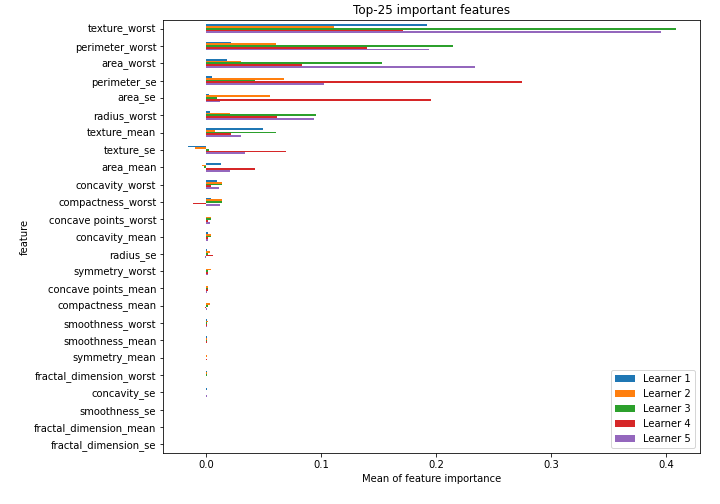 Top-25 important features
texture_worst
perimeter_worst
area_worst
perimeter_se
area_se
radius_worst
texture_mean
texture_se
area_mean
concavity_worst
compactness_worst
concave points_worst
concavity_mean
radius_se
symmetry_worst
concave points_mean
compactness_mean
smoothness_worst
smoothness_mean
symmetry_mean
fractal_dimension_worst
concavity_se
smoothness_se
fractal_dimension_mean
fractal_dimension_se
feature
Learner 1
Learner 2
Learner 3
Learner 4
Learner 5
0.0 0.1 0.2 0.3 0.4
Mean of feature importance